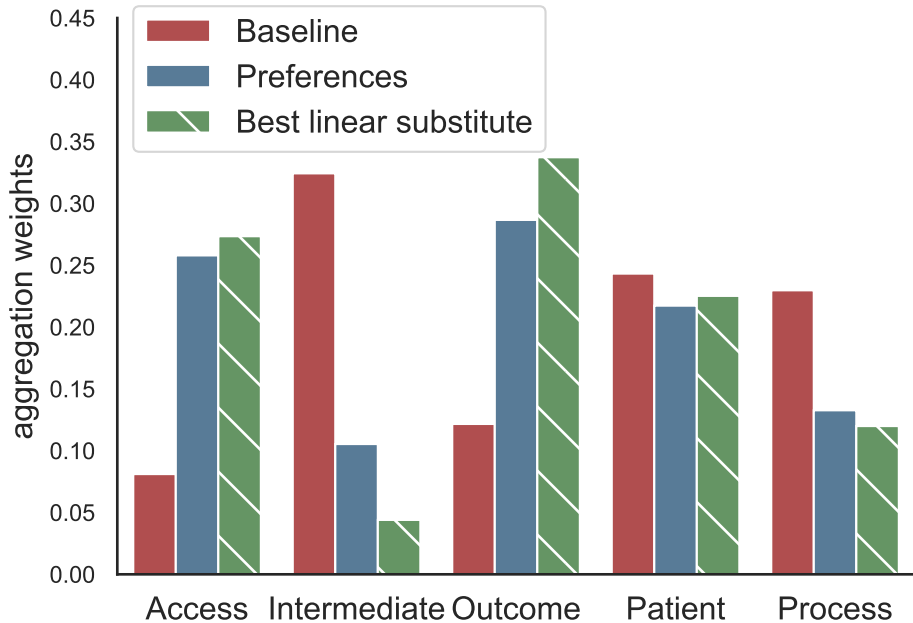 0.45
0.40
0.35
0.30
0.25
0.20
0.15
0.10
0.05
0.00
aggregation weights
Baseline
Preferences
Best linear substitute
Access Intermediate Outcome Patient Process